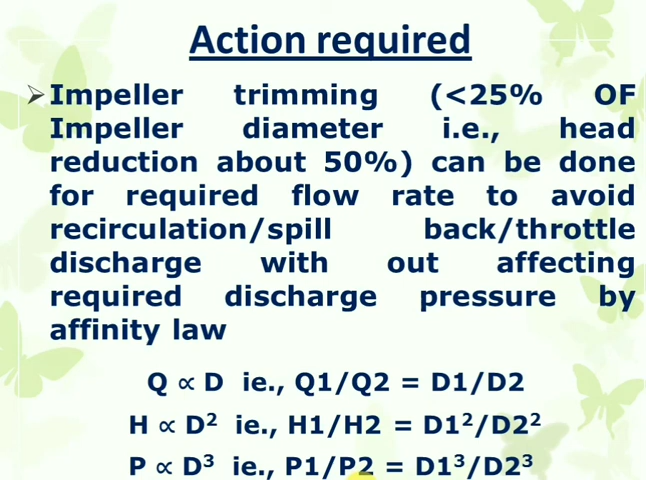 Action required
➢Impeller trimming (<25% OF
Impeller diameter i.e., head
reduction about 50%) can be done
for required flow rate to avoid
recirculation/spill back/throttle
discharge with out affecting
required discharge pressure by
affinity law
Q ∝ D ie., Q1/Q2 = D1/D2
H ∝ D² ie., H1/H2 = D1²/D2²
P ∝ D³ ie., P1/P2 = D1³/D2³